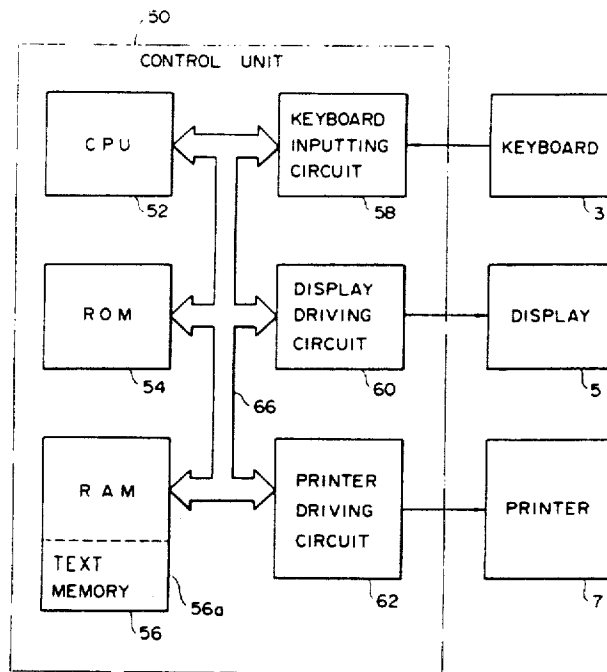 50
CONTROL UNIT
CPU
52
KEYBOARD
INPUTTING
CIRCUIT
58
KEYBOARD
3
ROM
54
DISPLAY
DRIVING
CIRCUIT
60
DISPLAY
5
66
RAM
TEXT
MEMORY
56a
56
PRINTER
DRIVING
CIRCUIT
62
PRINTER
7